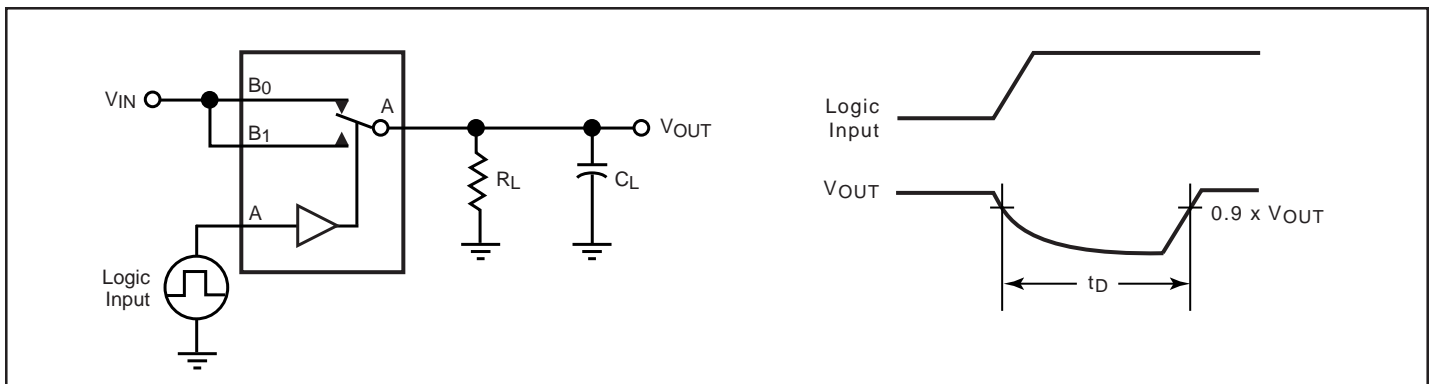 VIN
B0
B1
A
A
Logic
Input
RL
CL
VOUT
Logic
Input
VOUT
0.9 x VOUT
tD